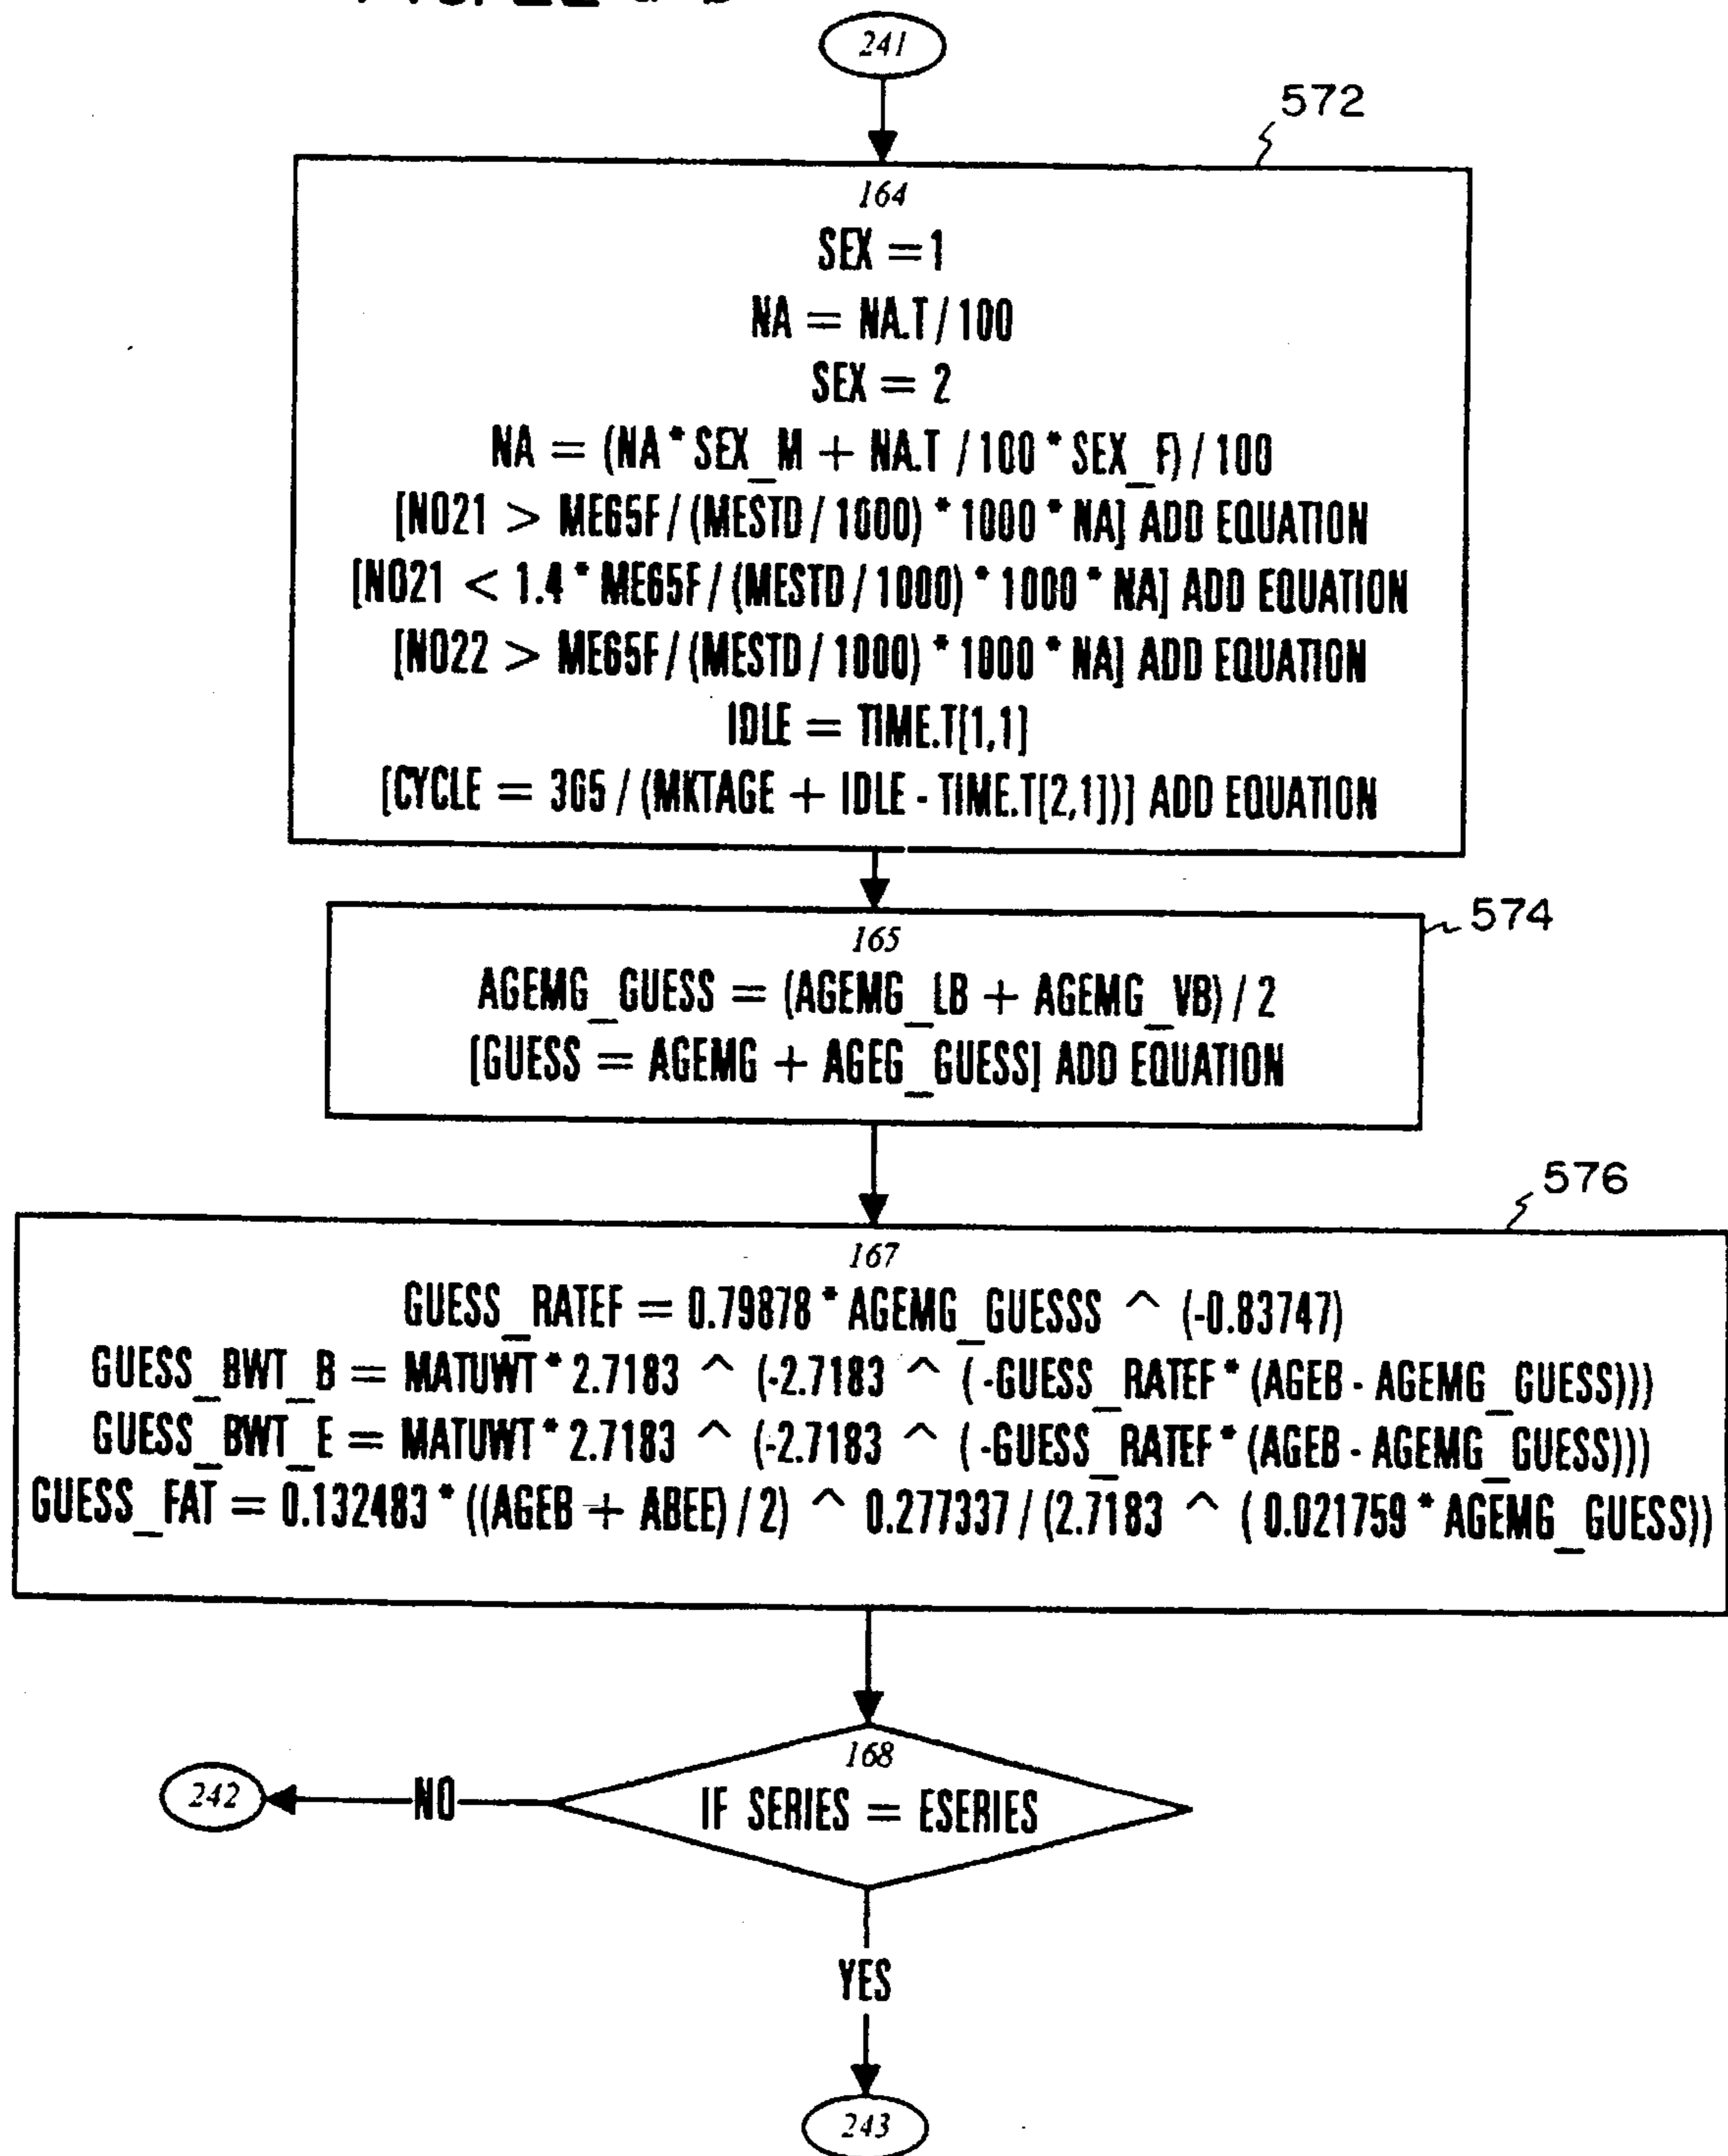 241
572
164
SEX = 1
NA = NA.T / 100
SEX = 2
NA = (NA * SEX_M + NA.T / 100 * SEX_F) / 100
[NO21 > ME65F / (MESTD / 1000) * 1000 * NA] ADD EQUATION
[NO21 < 1.4 * ME65F / (MESTD / 1000) * 1000 * NA] ADD EQUATION
[NO22 > ME65F / (MESTD / 1000) * 1000 * NA] ADD EQUATION
IDLE = TIME.T[1,1]
[CYCLE = 365 / (MKTAGE + IDLE - TIME.T[2,1])] ADD EQUATION
574
165
AGEMG_GUESS = (AGEMG_LB + AGEMG_VB) / 2
[GUESS = AGEMG + AGEG_GUESS] ADD EQUATION
576
167
GUESS_RATEF = 0.79878 * AGEMG_GUESSS ^ (-0.83747)
GUESS_BWT_B = MATUWT * 2.7183 ^ (-2.7183 ^ ( -GUESS_RATEF * (AGEB - AGEMG_GUESS)))
GUESS_BWT_E = MATUWT * 2.7183 ^ (-2.7183 ^ ( -GUESS_RATEF * (AGEB - AGEMG_GUESS)))
GUESS_FAT = 0.132483 * ((AGEB + ABEE) / 2) ^ 0.277337 / (2.7183 ^ ( 0.021759 * AGEMG_GUESS))
168
IF SERIES = ESERIES
NO
242
YES
243